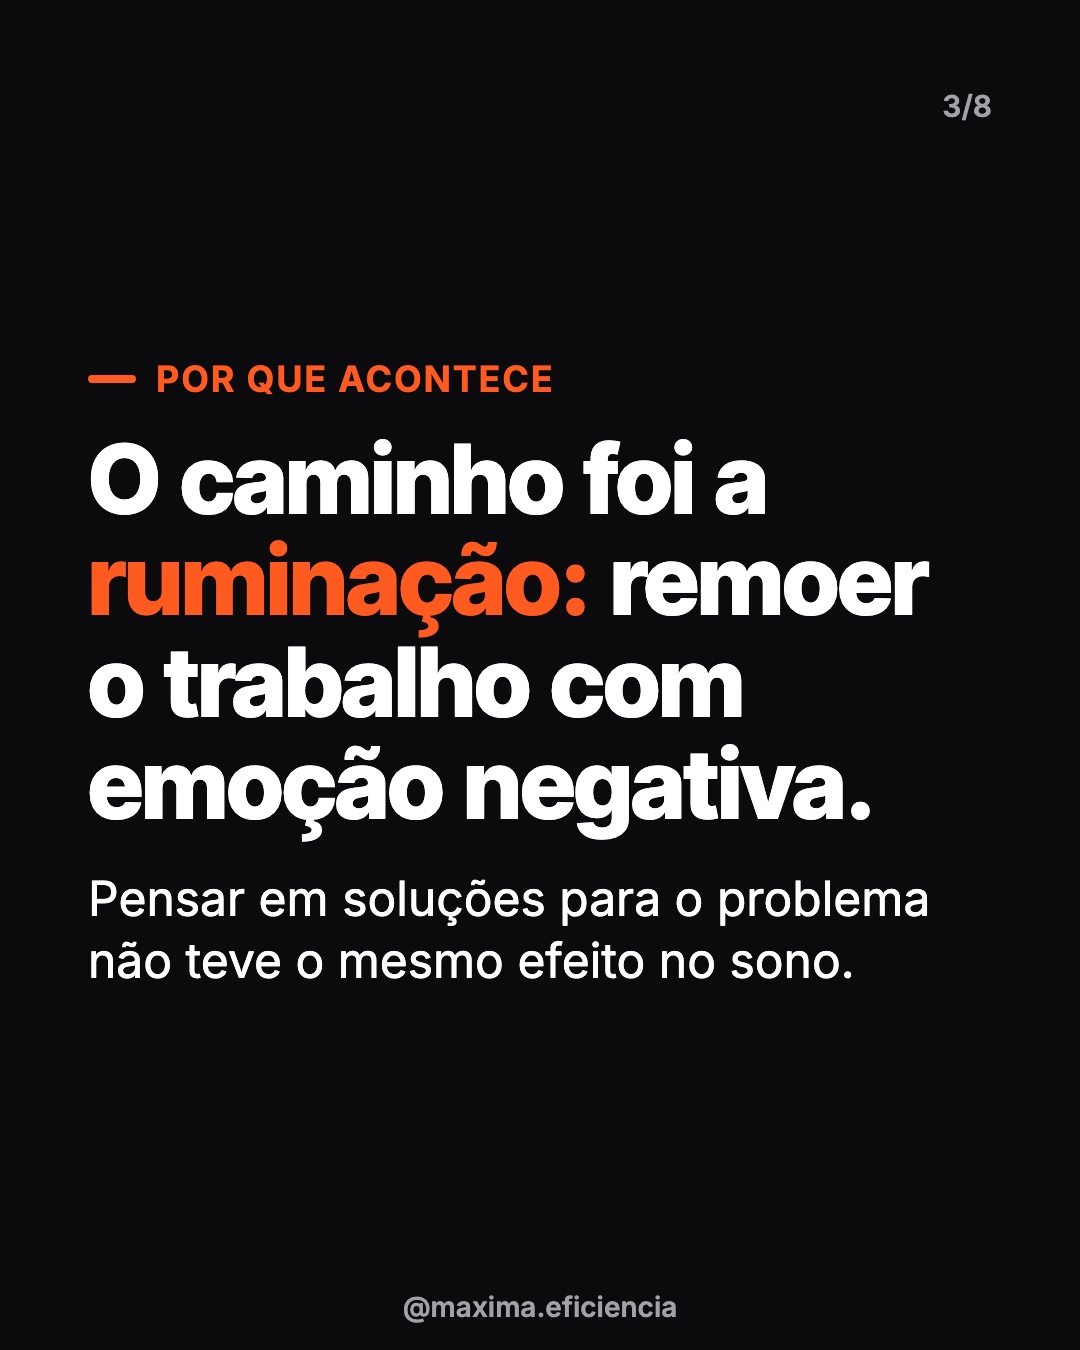 3/8
POR QUE ACONTECE
O caminho foi a
ruminação: remoer
o trabalho com
emoção negativa.
Pensar em soluções para o problema
não teve o mesmo efeito no sono.
@maxima.eficiencia